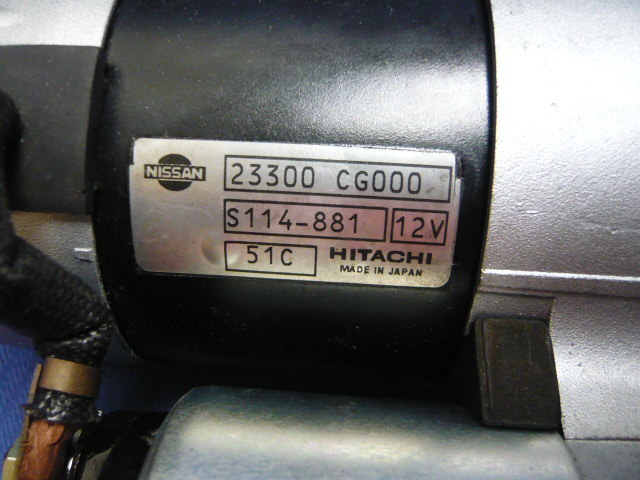 NISSAN 23300 CG000
S114-881 12V
51C HITACHI
MADE IN JAPAN